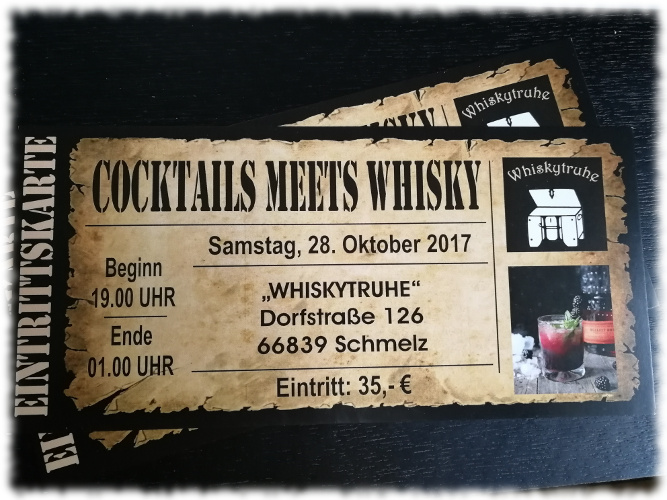 EINTRITTSKARTE
COCKTAILS MEETS WHISKY
Samstag, 28. Oktober 2017
Beginn
19.00 UHR
Ende
01.00 UHR
„WHISKYTRUHE“
Dorfstraße 126
66839 Schmelz
Eintritt: 35,- €
Whiskytruhe
Whiskytruhe